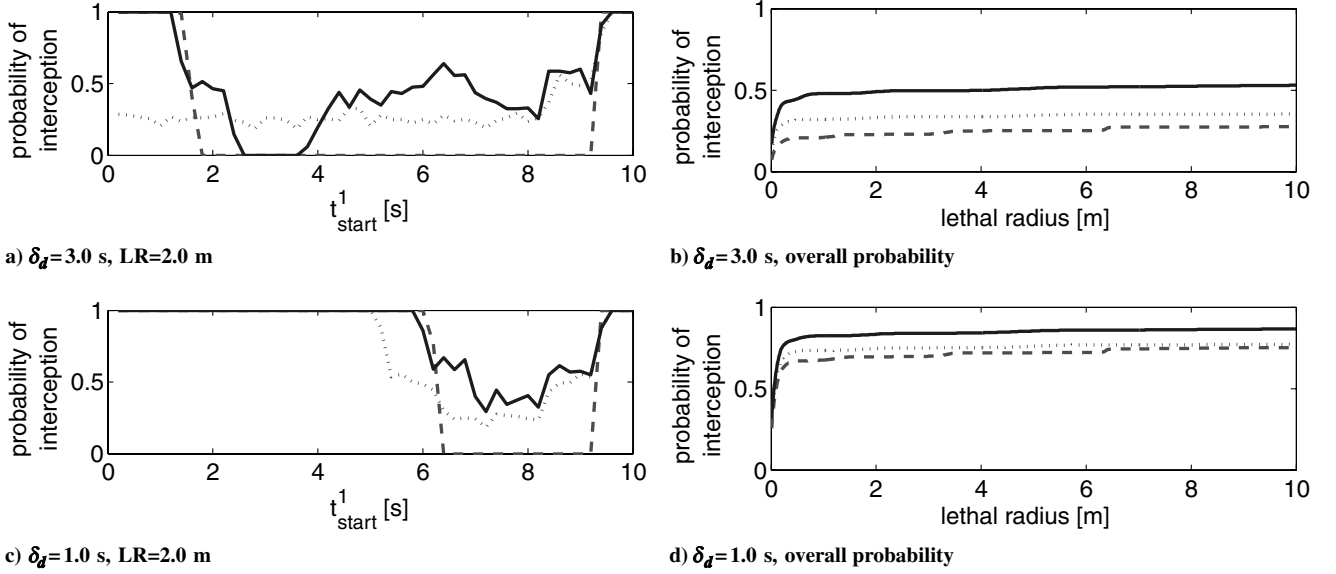 1
0.5
0
probability of
interception
0 2 4 6 8 10
t¹start [s]
a) δd=3.0 s, LR=2.0 m
1
0.5
0
probability of
interception
0 2 4 6 8 10
lethal radius [m]
b) δd=3.0 s, overall probability
1
0.5
0
probability of
interception
0 2 4 6 8 10
t¹start [s]
c) δd=1.0 s, LR=2.0 m
1
0.5
0
probability of
interception
0 2 4 6 8 10
lethal radius [m]
d) δd=1.0 s, overall probability